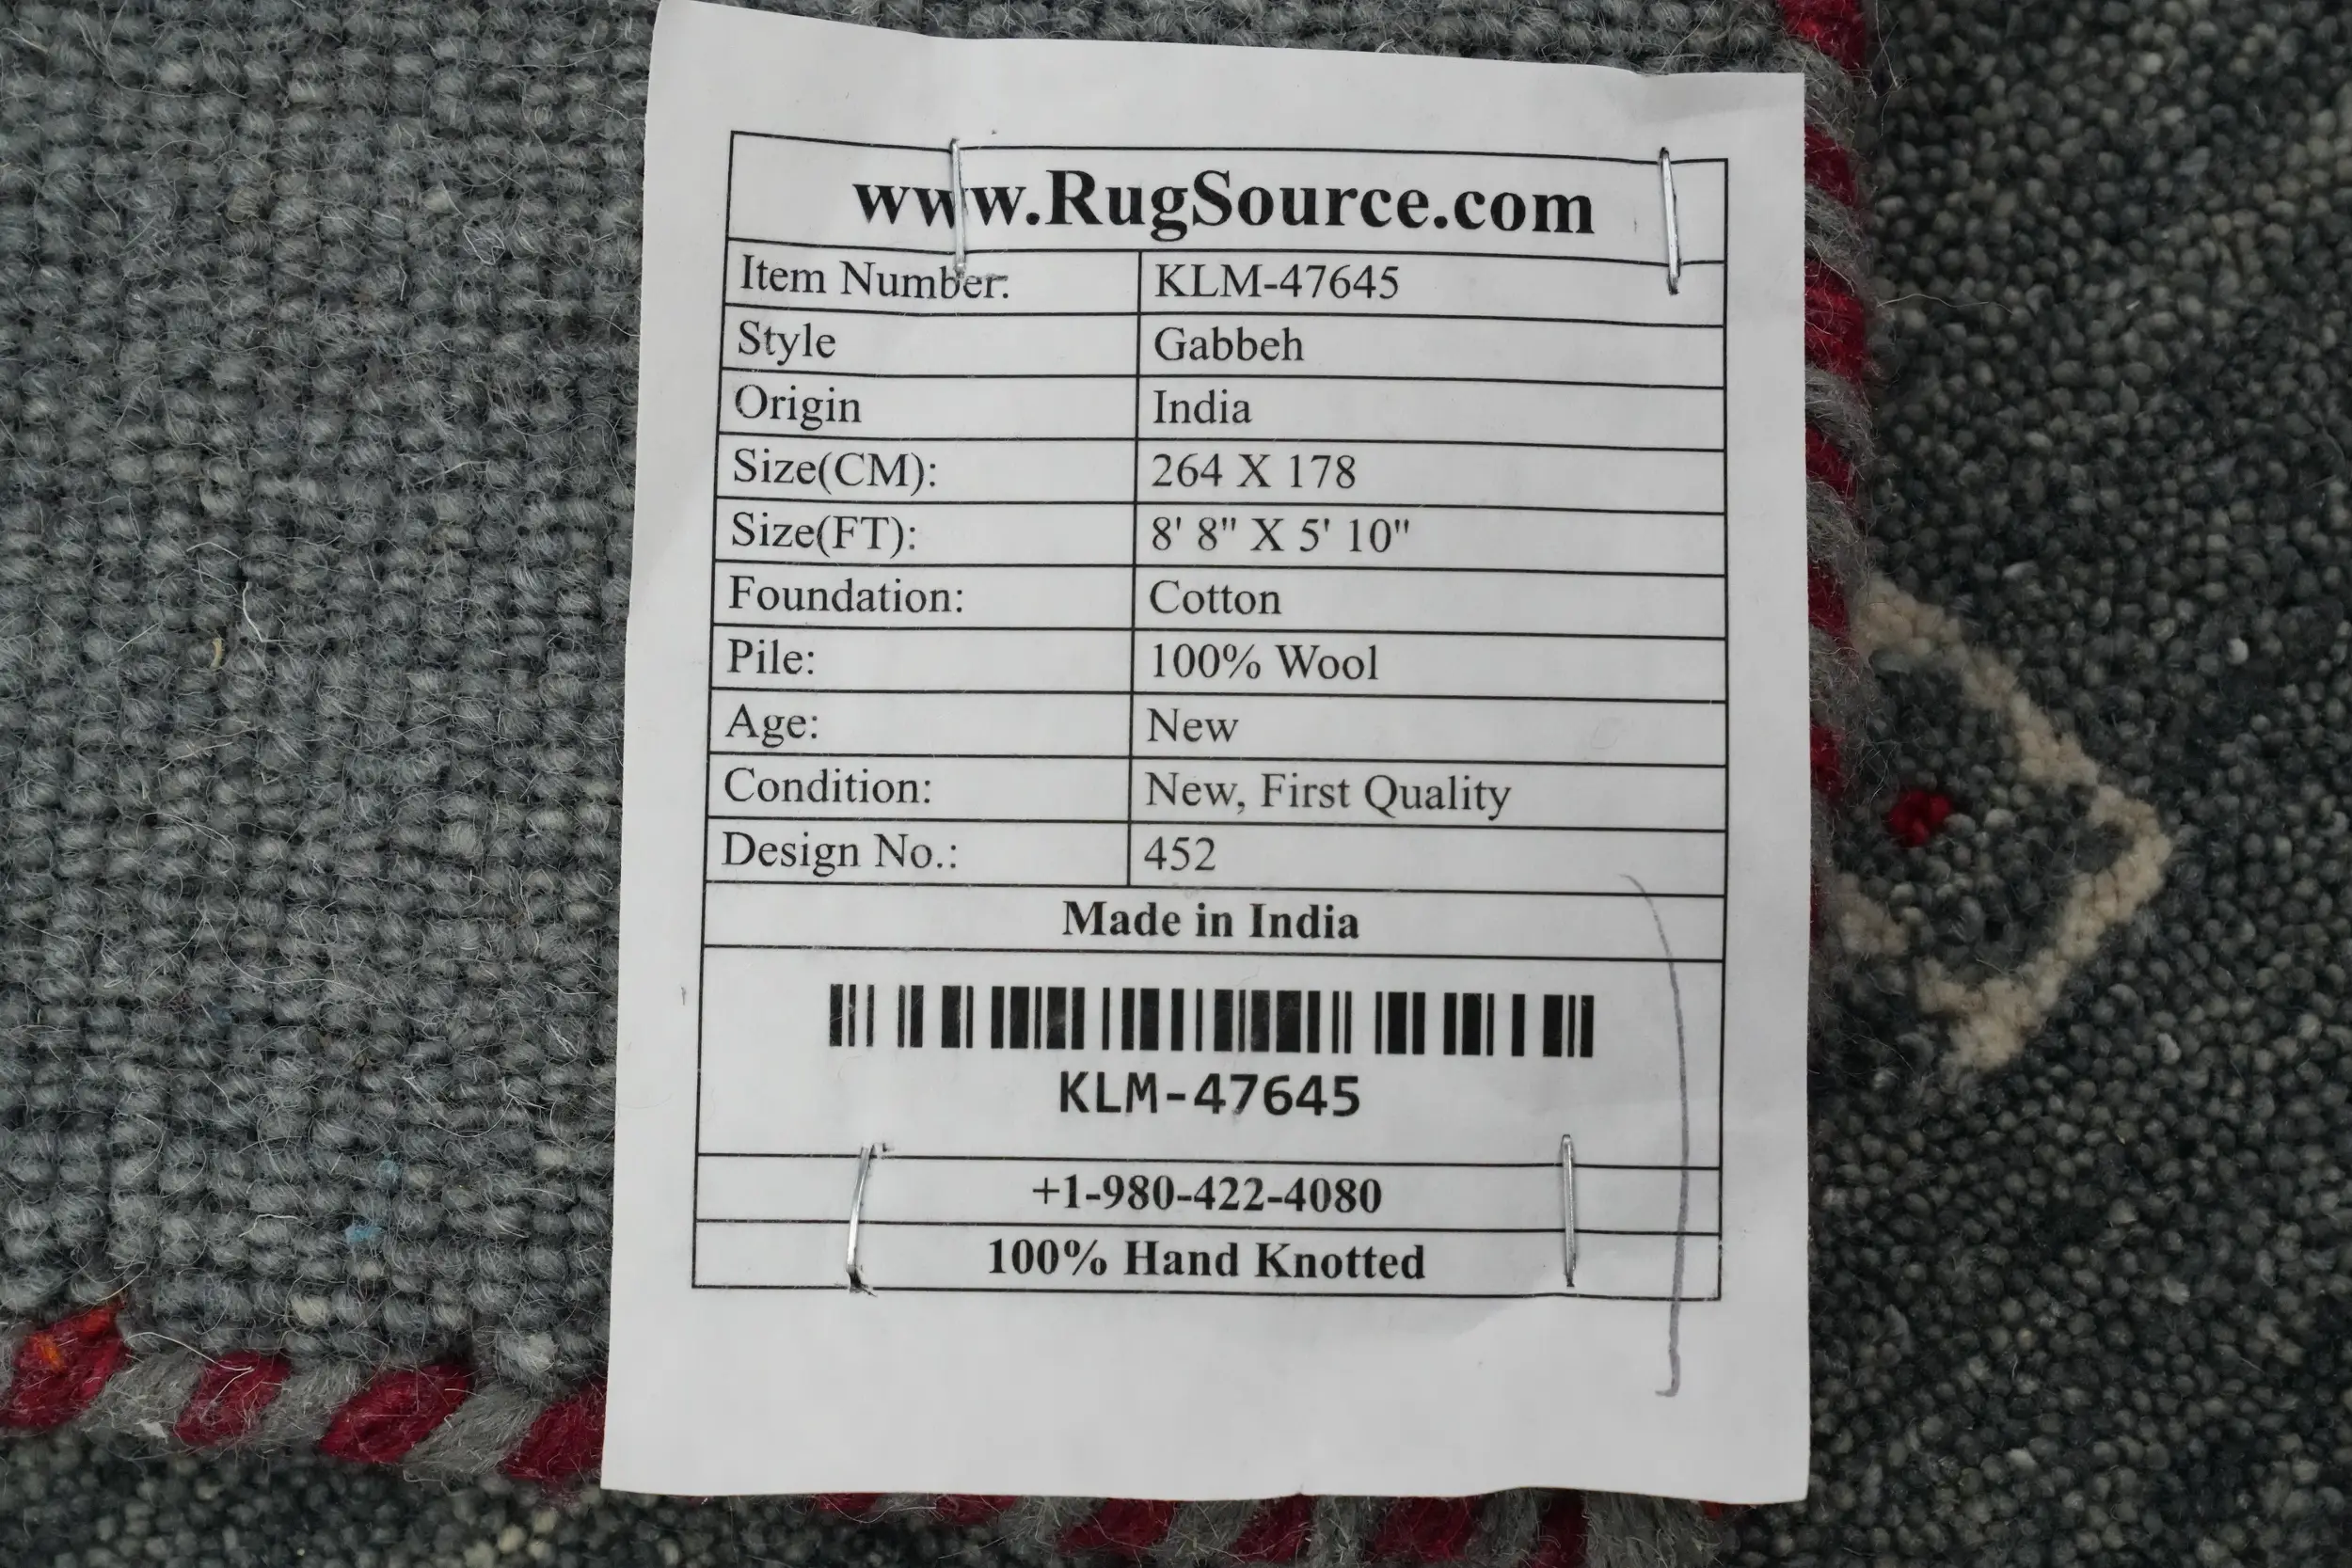 www.RugSource.com
Item Number: KLM-47645
Style Gabbeh
Origin India
Size(CM): 264 X 178
Size(FT): 8' 8" X 5' 10"
Foundation: Cotton
Pile: 100% Wool
Age: New
Condition: New, First Quality
Design No.: 452
Made in India
KLM-47645
+1-980-422-4080
100% Hand Knotted